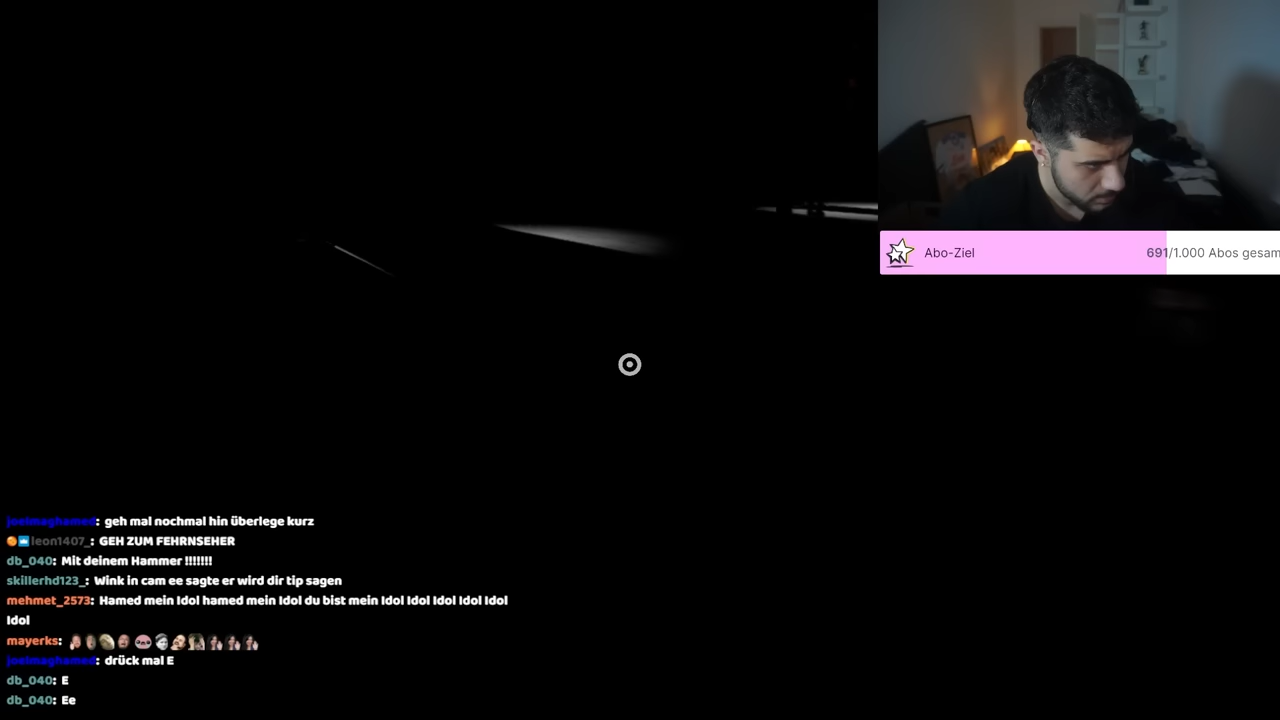 Abo-Ziel
691/1.000 Abos gesam
joelmaghamed: geh mal nochmal hin überlege kurz
leon1407_: GEH ZUM FEHRNSEHER
db_040: Mit deinem Hammer !!!!!!!
skillerhd123_: Wink in cam ee sagte er wird dir tip sagen
mehmet_2573: Hamed mein Idol hamed mein Idol du bist mein Idol Idol Idol Idol Idol
Idol
mayerks:
joelmaghamed: drück mal E
db_040: E
db_040: Ee